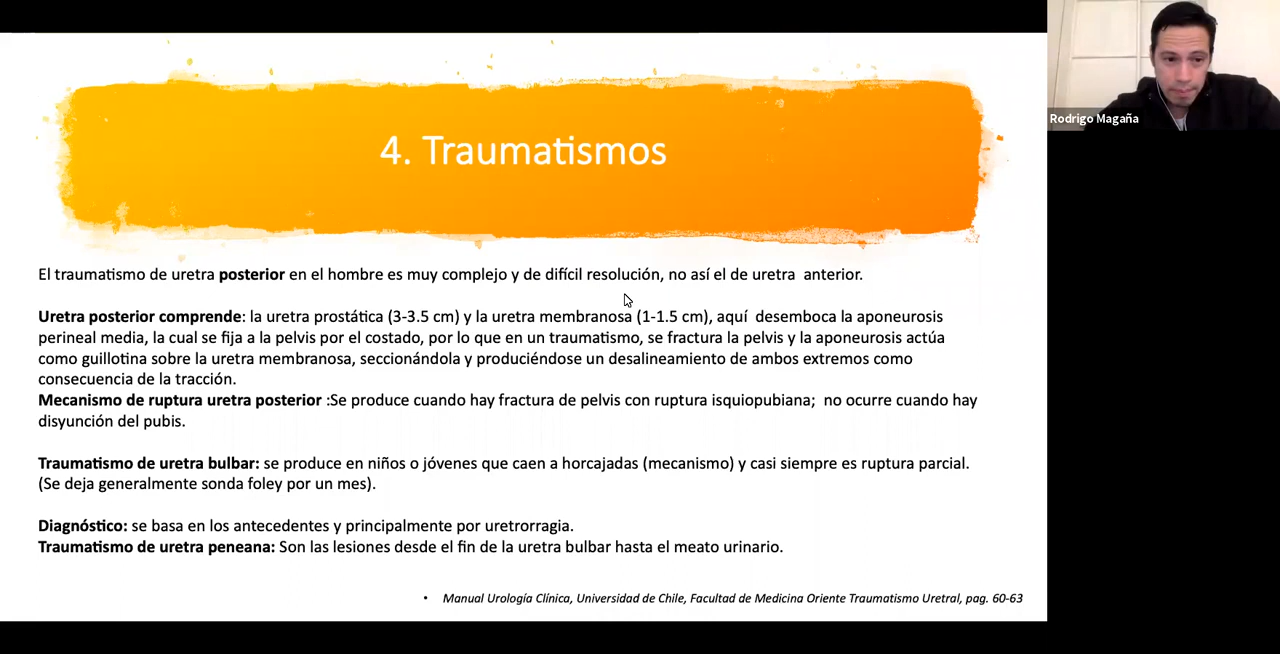 4. Traumatismos
Rodrigo Magaña
El traumatismo de uretra posterior en el hombre es muy complejo y de difícil resolución, no así el de uretra anterior.
Uretra posterior comprende: la uretra prostática (3-3.5 cm) y la uretra membranosa (1-1.5 cm), aquí desemboca la aponeurosis
perineal media, la cual se fija a la pelvis por el costado, por lo que en un traumatismo, se fractura la pelvis y la aponeurosis actúa
como guillotina sobre la uretra membranosa, seccionándola y produciéndose un desalineamiento de ambos extremos como
consecuencia de la tracción.
Mecanismo de ruptura uretra posterior :Se produce cuando hay fractura de pelvis con ruptura isquiopubiana; no ocurre cuando hay
disyunción del pubis.
Traumatismo de uretra bulbar: se produce en niños o jóvenes que caen a horcajadas (mecanismo) y casi siempre es ruptura parcial.
(Se deja generalmente sonda foley por un mes).
Diagnóstico: se basa en los antecedentes y principalmente por uretrorragia.
Traumatismo de uretra peneana: Son las lesiones desde el fin de la uretra bulbar hasta el meato urinario.
• Manual Urología Clínica, Universidad de Chile, Facultad de Medicina Oriente Traumatismo Uretral, pag. 60-63